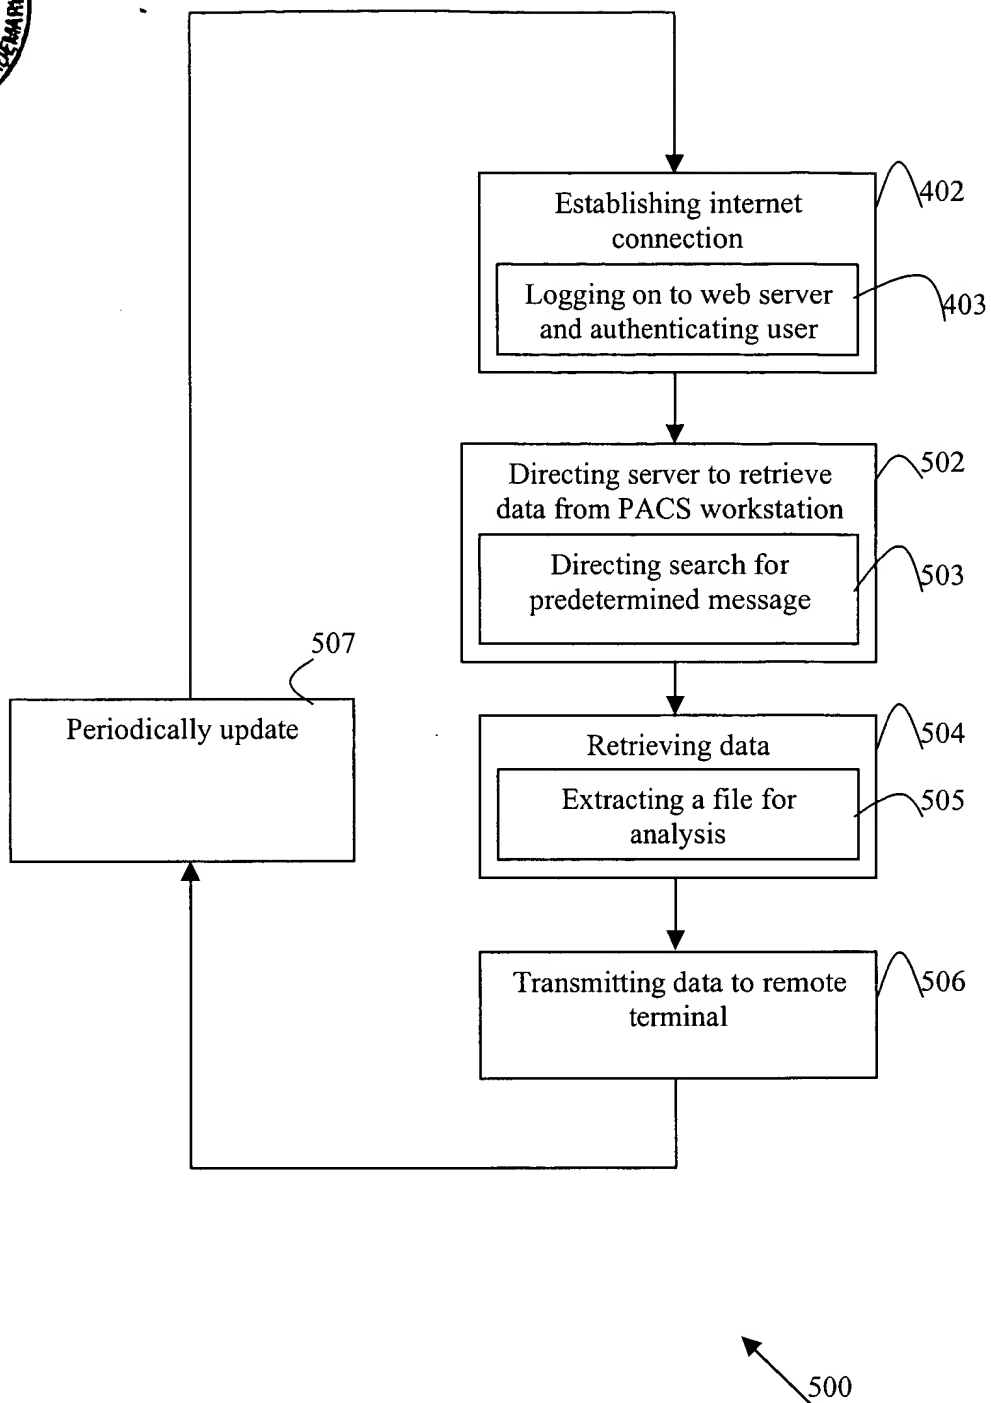 Establishing internet
connection
402
Logging on to web server
and authenticating user
403
Directing server to retrieve
data from PACS workstation
502
Directing search for
predetermined message
503
507
Periodically update
Retrieving data
504
Extracting a file for
analysis
505
Transmitting data to remote
terminal
506
500